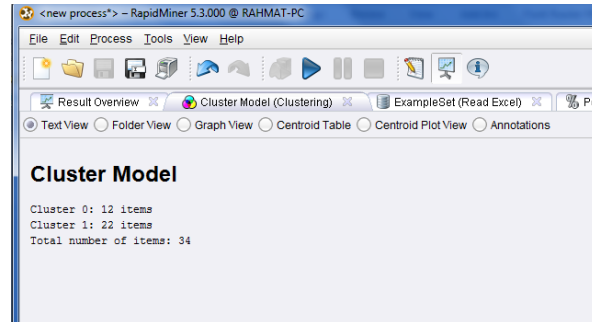 <new process*> – RapidMiner 5.3.000 @ RAHMAT-PC
File Edit Process Tools View Help
Result Overview Cluster Model (Clustering) ExampleSet (Read Excel)
Text View Folder View Graph View Centroid Table Centroid Plot View Annotations
Cluster Model
Cluster 0: 12 items
Cluster 1: 22 items
Total number of items: 34